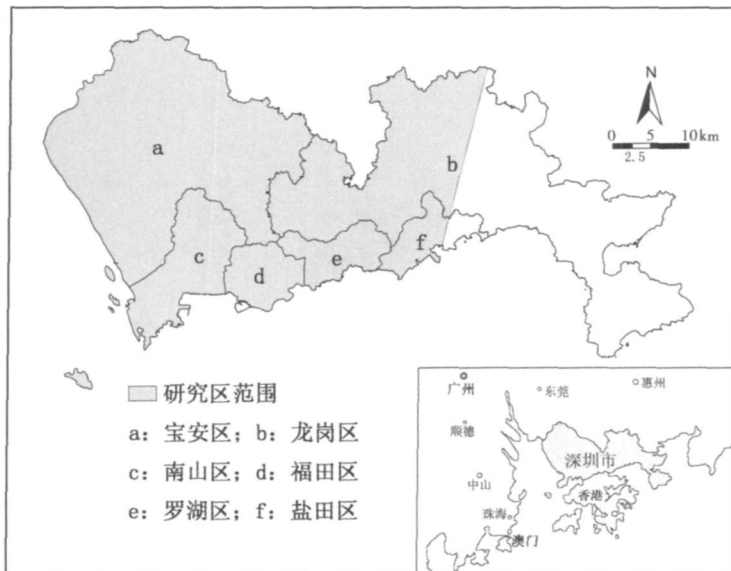 N
0 5 10km
2.5
a
b
c
d
e
f
研究区范围
a：宝安区；b：龙岗区
c：南山区；d：福田区
e：罗湖区；f：盐田区
广州
东莞
惠州
顺德
深圳市
中山
香港
珠海
澳门